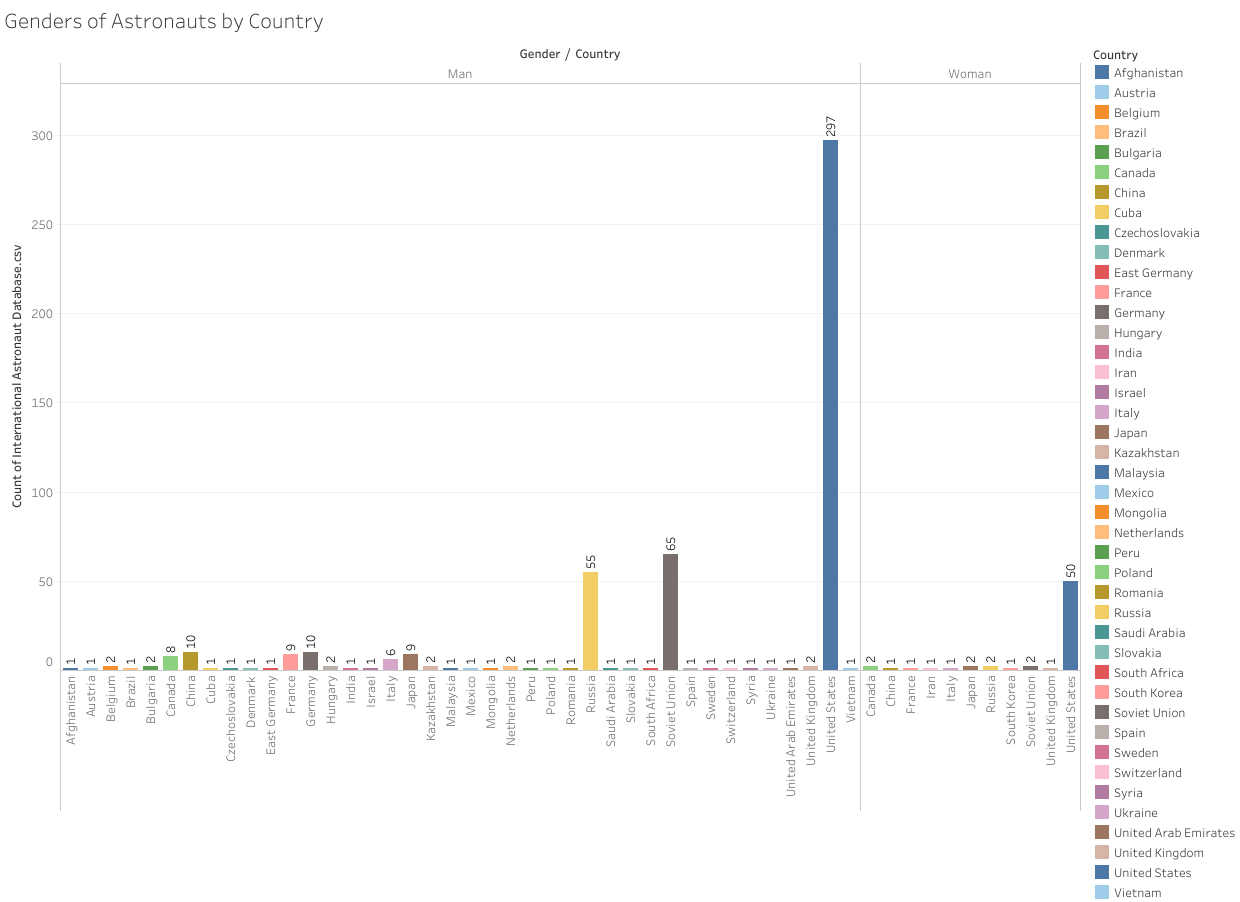 Genders of Astronauts by Country
Gender / Country
Man
Woman
Count of International Astronaut Database.csv
300
250
200
150
100
50
0
1
1
2
1
2
8
10
1
1
1
1
9
10
2
1
1
6
9
2
1
1
1
2
1
1
1
55
1
1
1
65
1
1
1
1
1
1
2
297
1
2
1
1
1
1
2
2
1
2
1
50
Afghanistan
Austria
Belgium
Brazil
Bulgaria
Canada
China
Cuba
Czechoslovakia
Denmark
East Germany
France
Germany
Hungary
India
Israel
Italy
Japan
Kazakhstan
Malaysia
Mexico
Mongolia
Netherlands
Peru
Poland
Romania
Russia
Saudi Arabia
Slovakia
South Africa
Soviet Union
Spain
Sweden
Switzerland
Syria
Ukraine
United Arab Emirates
United Kingdom
United States
Vietnam
Canada
China
France
Iran
Italy
Japan
Russia
South Korea
Soviet Union
United Kingdom
United States
Country
Afghanistan
Austria
Belgium
Brazil
Bulgaria
Canada
China
Cuba
Czechoslovakia
Denmark
East Germany
France
Germany
Hungary
India
Iran
Israel
Italy
Japan
Kazakhstan
Malaysia
Mexico
Mongolia
Netherlands
Peru
Poland
Romania
Russia
Saudi Arabia
Slovakia
South Africa
South Korea
Soviet Union
Spain
Sweden
Switzerland
Syria
Ukraine
United Arab Emirates
United Kingdom
United States
Vietnam